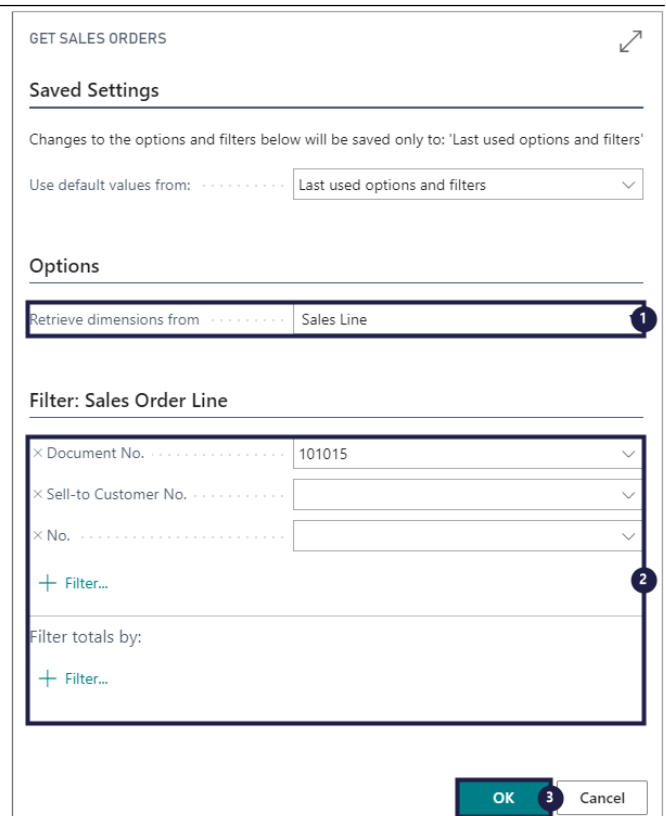 GET SALES ORDERS
Saved Settings
Changes to the options and filters below will be saved only to: 'Last used options and filters'
Use default values from: Last used options and filters
Options
Retrieve dimensions from Sales Line 1
Filter: Sales Order Line
× Document No. 101015
× Sell-to Customer No.
× No.
+ Filter...
2
Filter totals by:
+ Filter...
OK 3 Cancel